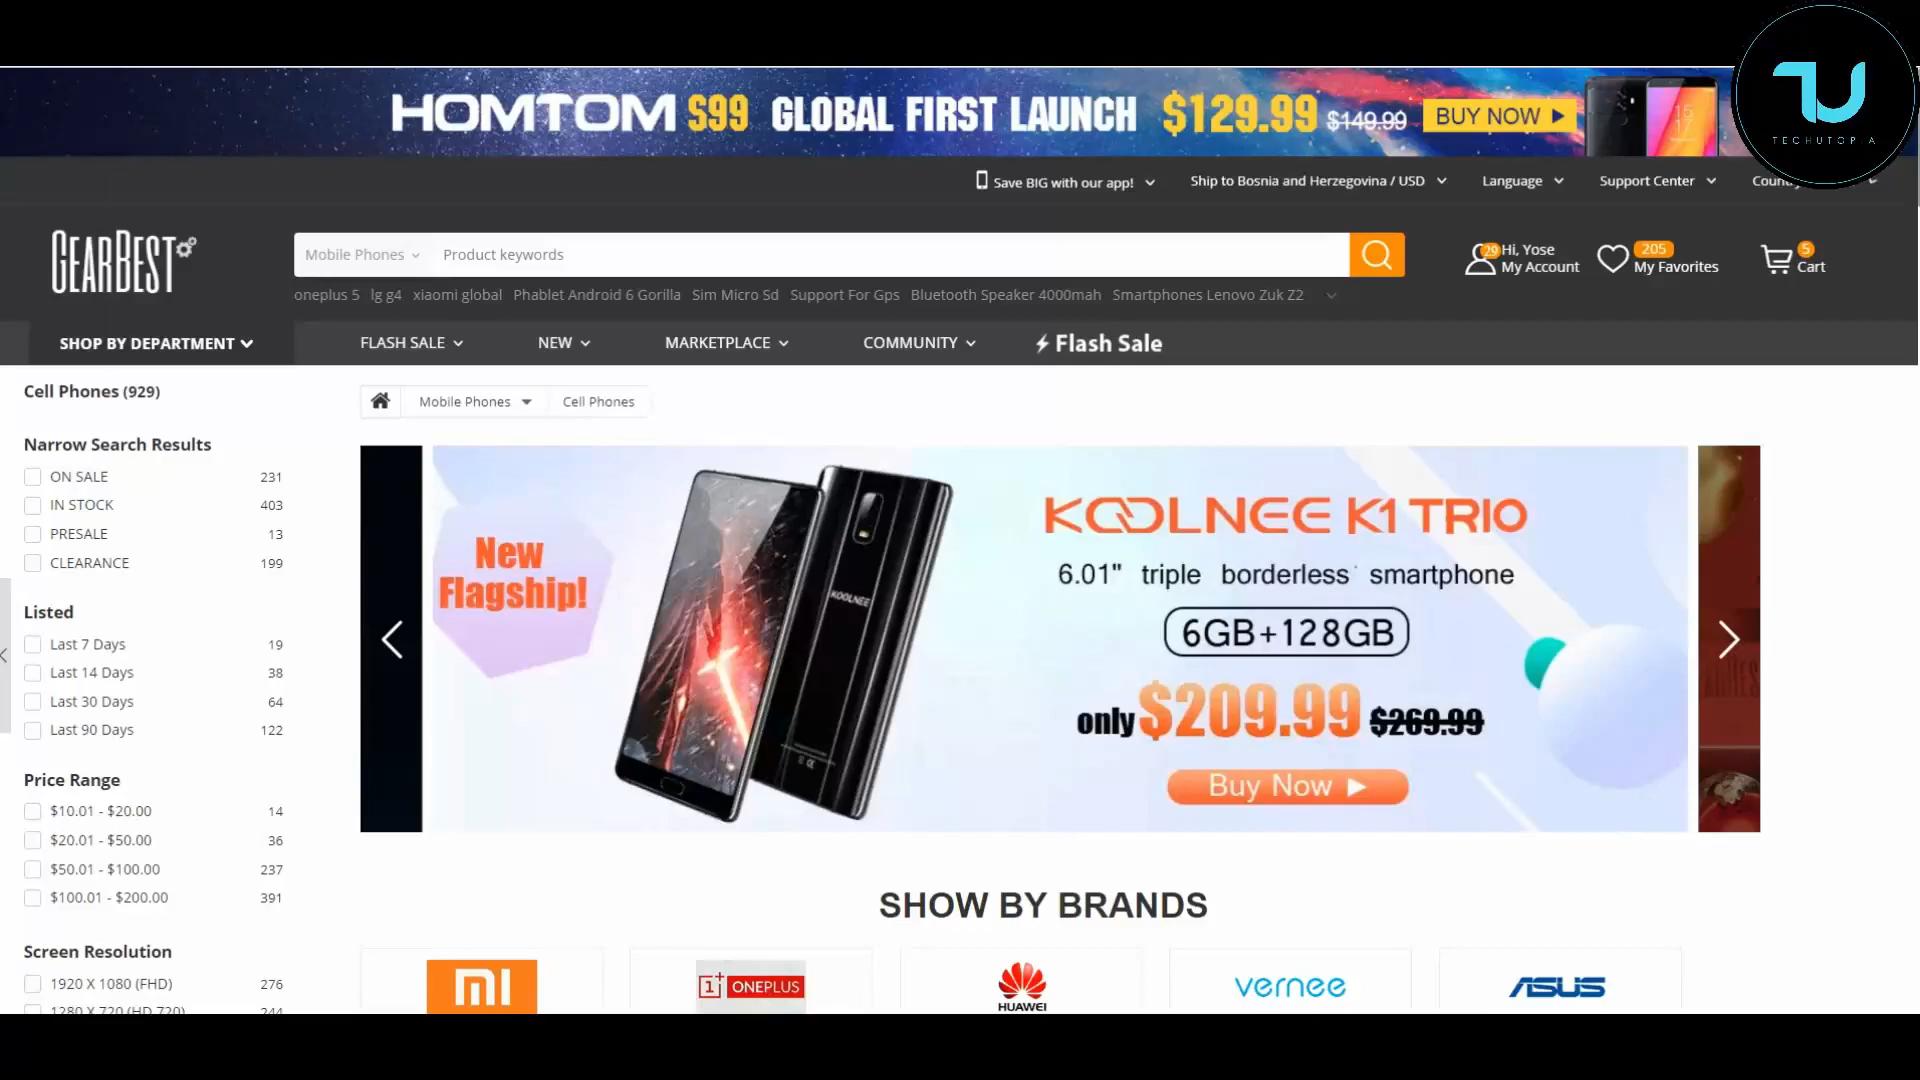 HOMTOM S99 GLOBAL FIRST LAUNCH $129.99 $149.99 BUY NOW
TU
TECHUTOPIA
Save BIG with our app! Ship to Bosnia and Herzegovina / USD Language Support Center
GEARBEST
Mobile Phones Product keywords
29 Hi, Yose
My Account
205
My Favorites
5
Cart
oneplus 5 lg g4 xiaomi global Phablet Android 6 Gorilla Sim Micro Sd Support For Gps Bluetooth Speaker 4000mah Smartphones Lenovo Zuk Z2
SHOP BY DEPARTMENT FLASH SALE NEW MARKETPLACE COMMUNITY Flash Sale
Cell Phones (929)
Mobile Phones Cell Phones
Narrow Search Results
ON SALE 231
IN STOCK 403
PRESALE 13
CLEARANCE 199
Listed
Last 7 Days 19
Last 14 Days 38
Last 30 Days 64
Last 90 Days 122
Price Range
$10.01 - $20.00 14
$20.01 - $50.00 36
$50.01 - $100.00 237
$100.01 - $200.00 391
Screen Resolution
1920 X 1080 (FHD) 276
1280 X 720 (HD 720) 244
New
Flagship!
KOOLNEE
KOOLNEE K1 TRIO
6.01" triple borderless smartphone
6GB+128GB
only $209.99 $269.99
Buy Now
SHOW BY BRANDS
MI
1+ ONEPLUS
HUAWEI
vernee
ASUS